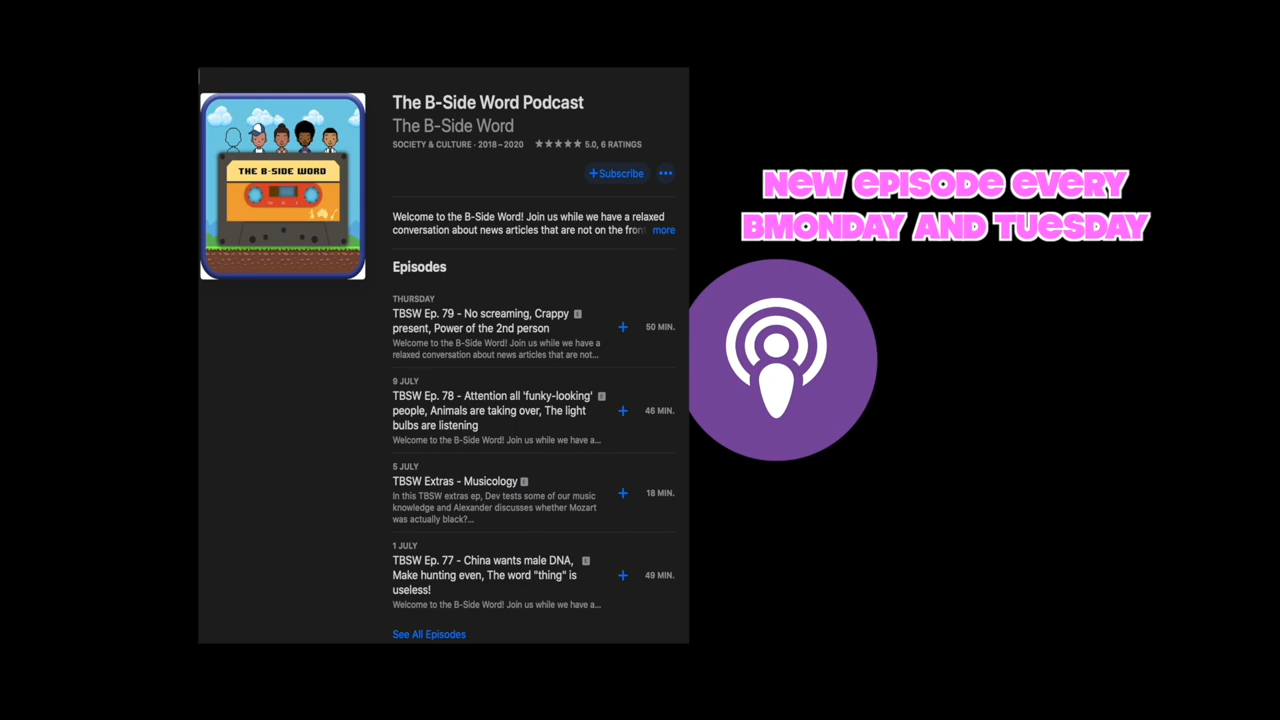 The B-Side Word Podcast
The B-Side Word
SOCIETY & CULTURE · 2018–2020 ★★★★★ 5.0, 6 RATINGS
+Subscribe
THE B-SIDE WORD
Welcome to the B-Side Word! Join us while we have a relaxed
conversation about news articles that are not on the front more
Episodes
THURSDAY
TBSW Ep. 79 - No screaming, Crappy E
present, Power of the 2nd person
50 MIN.
Welcome to the B-Side Word! Join us while we have a
relaxed conversation about news articles that are not...
9 JULY
TBSW Ep. 78 - Attention all 'funky-looking' E
people, Animals are taking over, The light
bulbs are listening
46 MIN.
Welcome to the B-Side Word! Join us while we have a...
5 JULY
TBSW Extras - Musicology E
18 MIN.
In this TBSW extras ep, Dev tests some of our music
knowledge and Alexander discusses whether Mozart
was actually black?...
1 JULY
TBSW Ep. 77 - China wants male DNA, E
Make hunting even, The word "thing" is
useless!
49 MIN.
Welcome to the B-Side Word! Join us while we have a...
See All Episodes
NEW EPISODE EVERY
BMONDAY AND TUESDAY